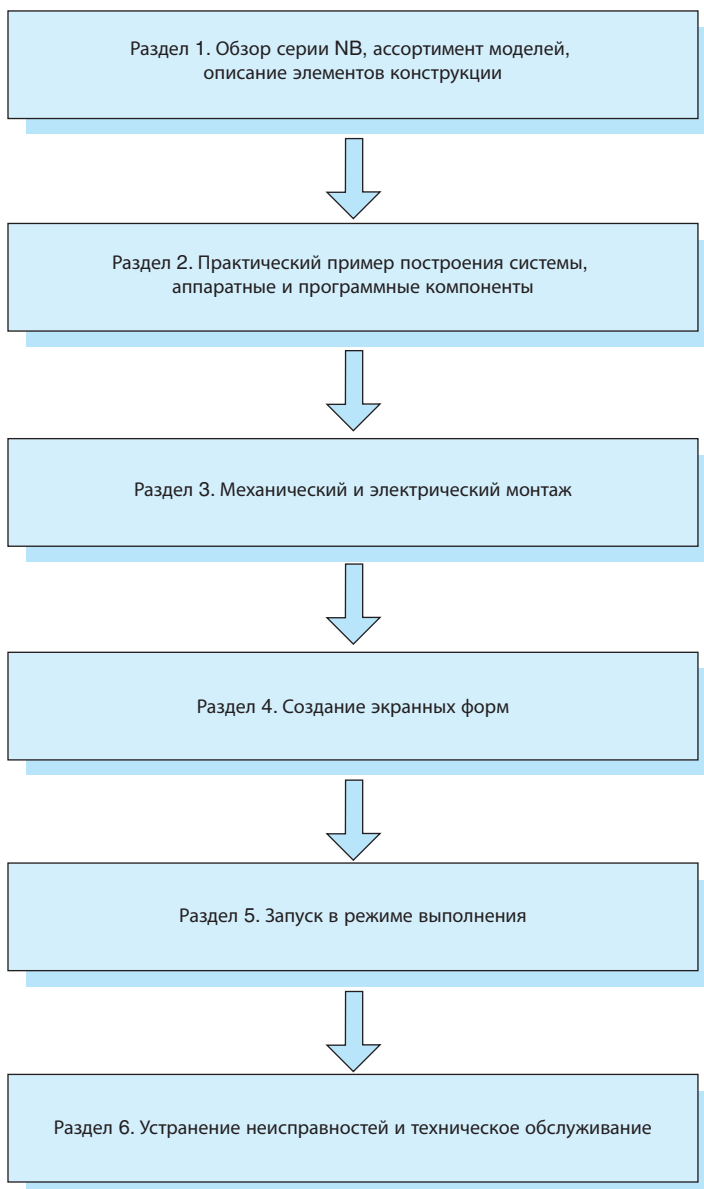 Раздел 1. Обзор серии NB, ассортимент моделей,
описание элементов конструкции
Раздел 2. Практический пример построения системы,
аппаратные и программные компоненты
Раздел 3. Механический и электрический монтаж
Раздел 4. Создание экранных форм
Раздел 5. Запуск в режиме выполнения
Раздел 6. Устранение неисправностей и техническое обслуживание